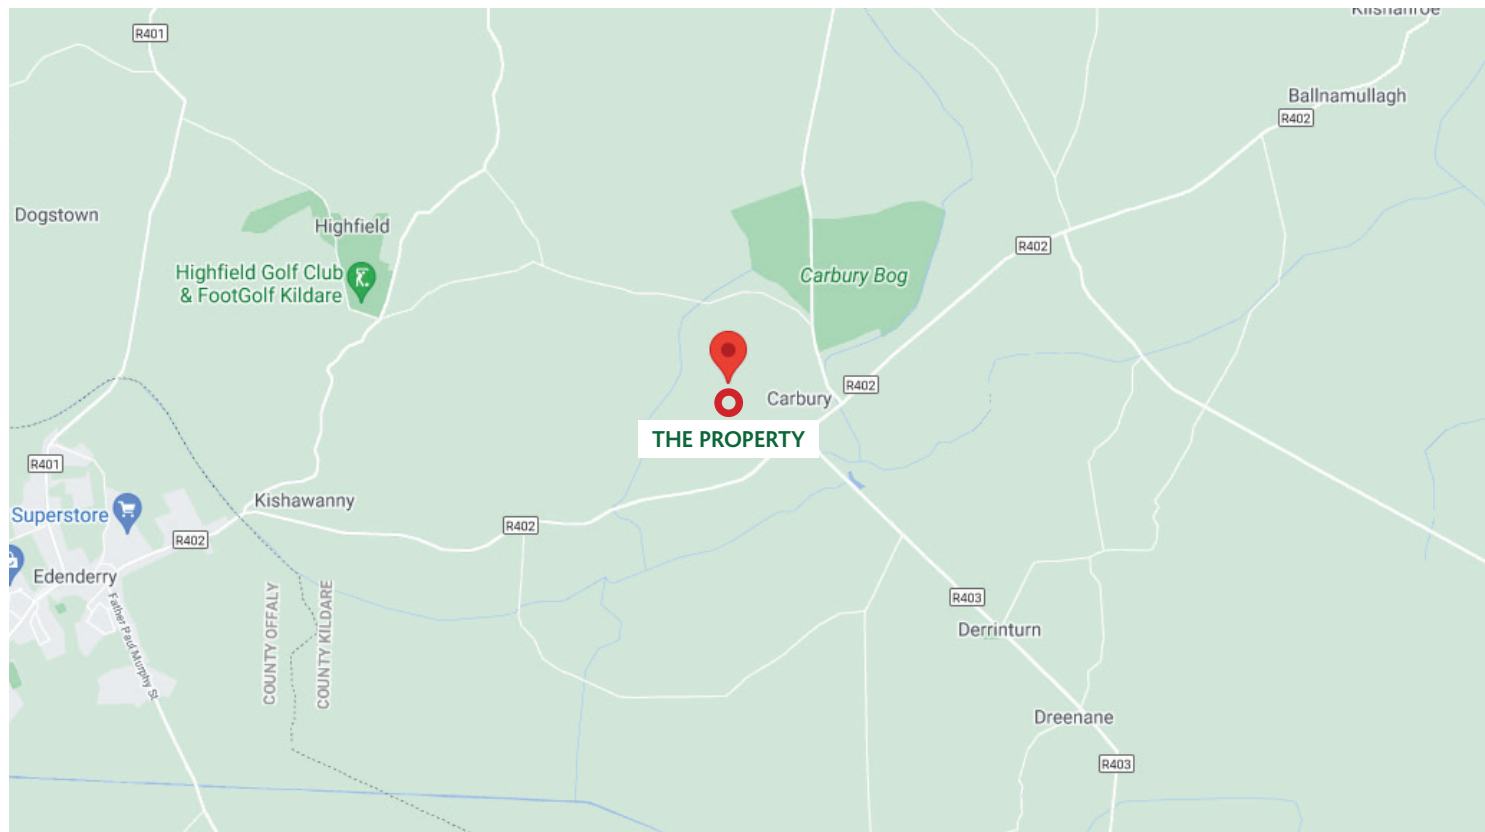 Kilshanroe
R401
Ballnamullagh
R402
Dogstown
Highfield
R402
Highfield Golf Club
& FootGolf Kildare
Carbury Bog
R402
Carbury
THE PROPERTY
R401
Kishawanny
Superstore
R402
R402
Edenderry
COUNTY OFFALY
COUNTY KILDARE
Father Paul Murphy St
R403
Derrinturn
Dreenane
R403